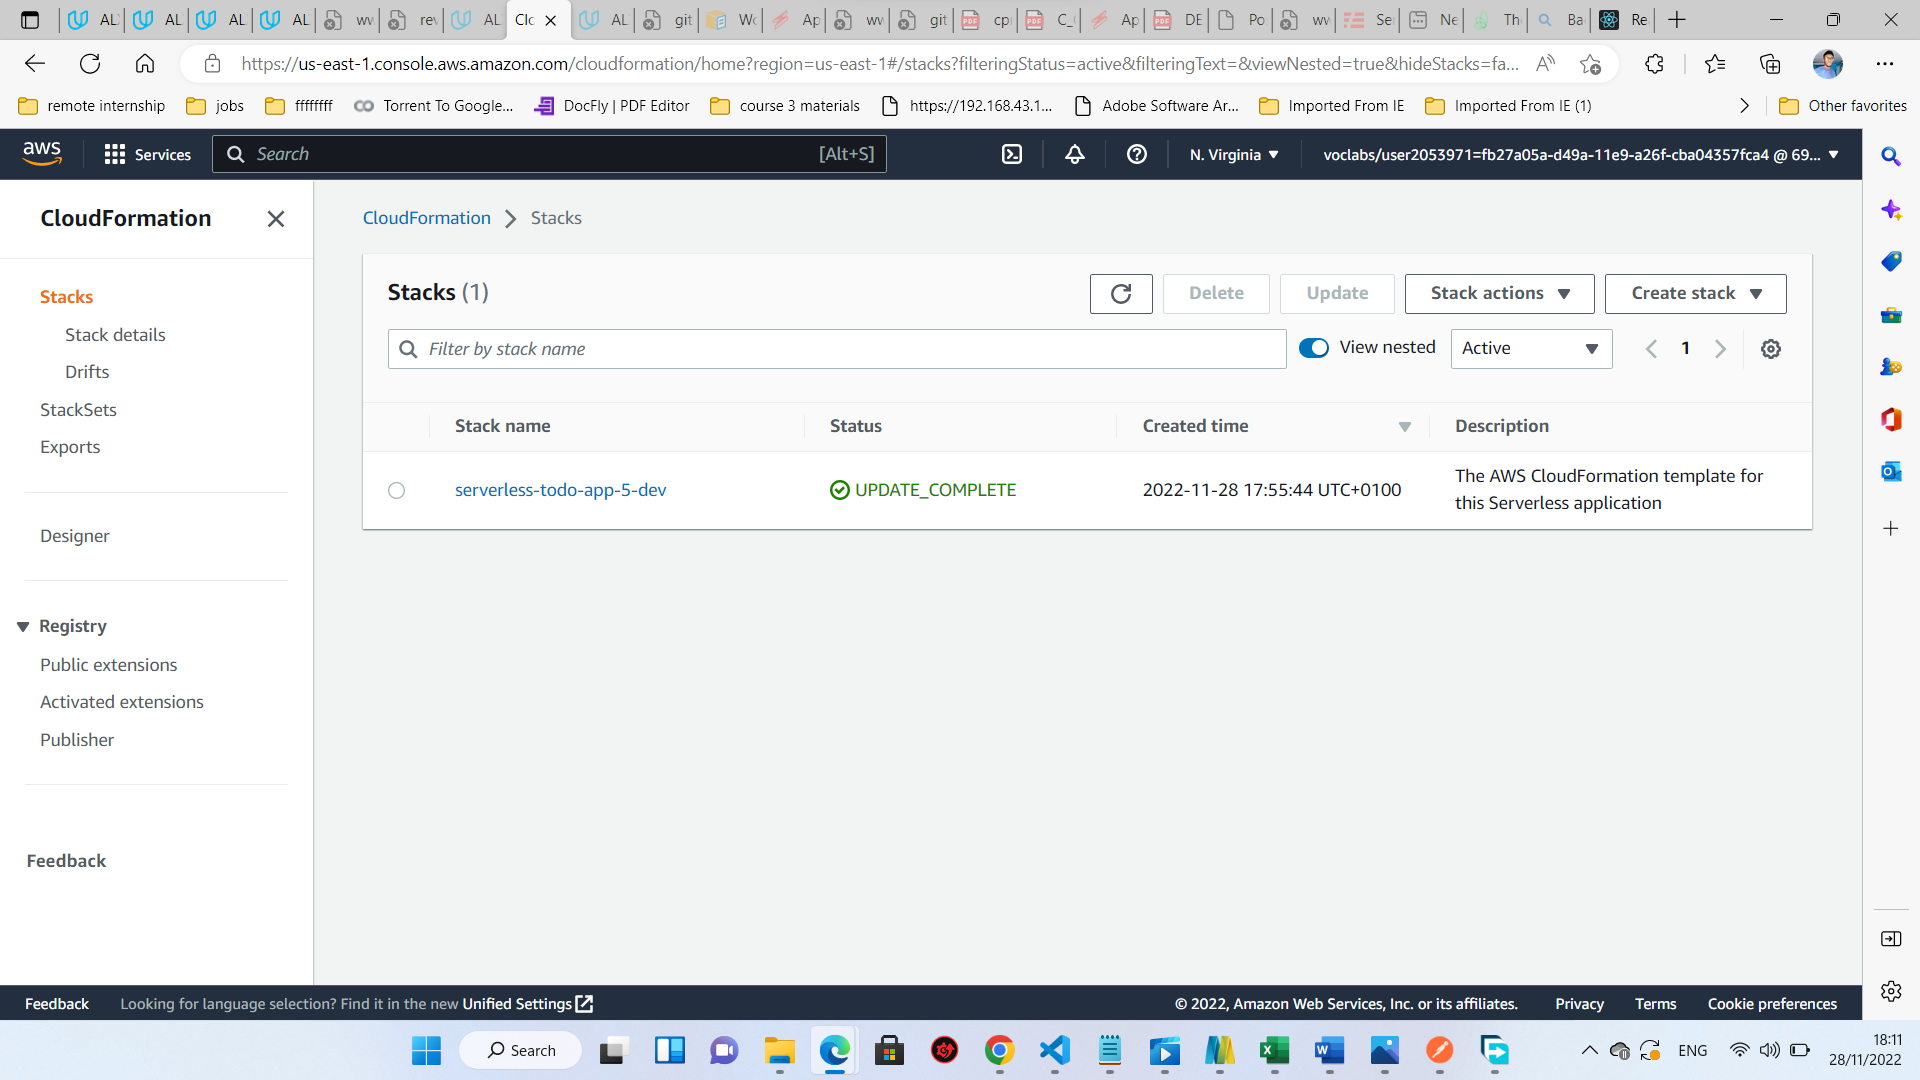 AL
AL
AL
AL
ww
rev
AL
Clo
AL
git
Wo
Ap
ww
git
cp
C_
Ap
DE
Po
ww
Ser
Ne
Th
Ba
Re
https://us-east-1.console.aws.amazon.com/cloudformation/home?region=us-east-1#/stacks?filteringStatus=active&filteringText=&viewNested=true&hideStacks=fa...
remote internship
jobs
ffffffff
Torrent To Google...
DocFly | PDF Editor
course 3 materials
https://192.168.43.1...
Adobe Software Ar...
Imported From IE
Imported From IE (1)
Other favorites
aws
Services
Search
[Alt+S]
N. Virginia
voclabs/user2053971=fb27a05a-d49a-11e9-a26f-cba04357fca4 @ 69...
CloudFormation
Stacks
Stack details
Drifts
StackSets
Exports
Designer
Registry
Public extensions
Activated extensions
Publisher
Feedback
CloudFormation
Stacks
Stacks (1)
Delete
Update
Stack actions
Create stack
Filter by stack name
View nested
Active
1
Stack name
Status
Created time
Description
serverless-todo-app-5-dev
UPDATE_COMPLETE
2022-11-28 17:55:44 UTC+0100
The AWS CloudFormation template for
this Serverless application
Feedback
Looking for language selection? Find it in the new Unified Settings
© 2022, Amazon Web Services, Inc. or its affiliates.
Privacy
Terms
Cookie preferences
Search
ENG
18:11
28/11/2022